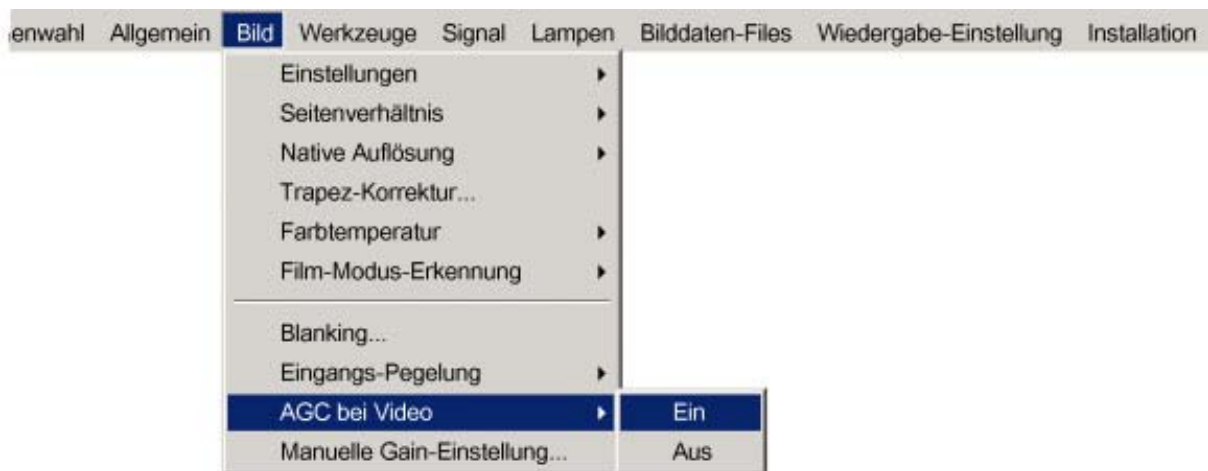 enwahl Allgemein Bild Werkzeuge Signal Lampen Bilddaten-Files Wiedergabe-Einstellung Installation
Einstellungen
Seitenverhältnis
Native Auflösung
Trapez-Korrektur...
Farbtemperatur
Film-Modus-Erkennung
Blanking...
Eingangs-Pegelung
AGC bei Video Ein
Manuelle Gain-Einstellung... Aus